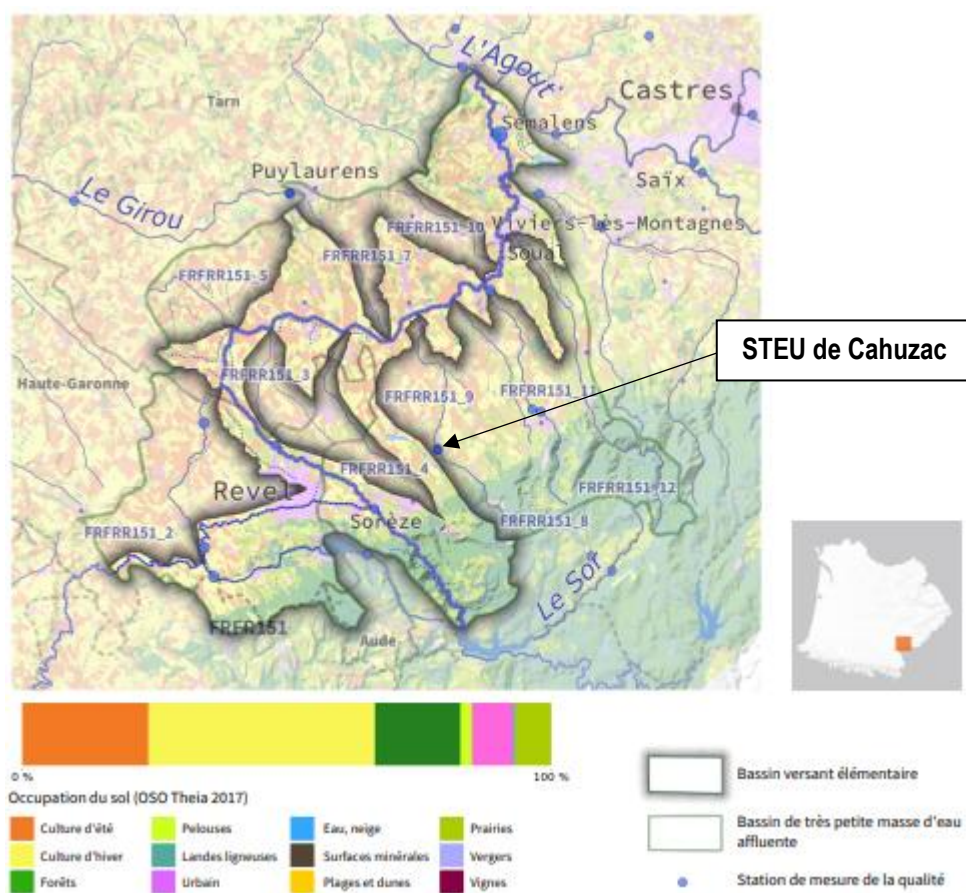 L'Agout
Castres
Tarn
Sémalens
Puylaurens
Saïx
Le Girou
FRFRR151_10
Viviers-lès-Montagnes
FRFRR151_7
Soual
FRFRR151_5
STEU de Cahuzac
Haute-Garonne
FRFRR151_3
FRFRR151_9
FRFRR151_11
FRFRR151_4
Revel
FRFRR151_12
Sorèze
FRFRR151_2
FRFRR151_8
Le Sor
FRFR151
Aude
0 %
100 %
Occupation du sol (OSO Theia 2017)
Culture d'été
Pelouses
Eau, neige
Prairies
Culture d'hiver
Landes ligneuses
Surfaces minérales
Vergers
Forêts
Urbain
Plages et dunes
Vignes
Bassin versant élémentaire
Bassin de très petite masse d'eau
affluente
Station de mesure de la qualité